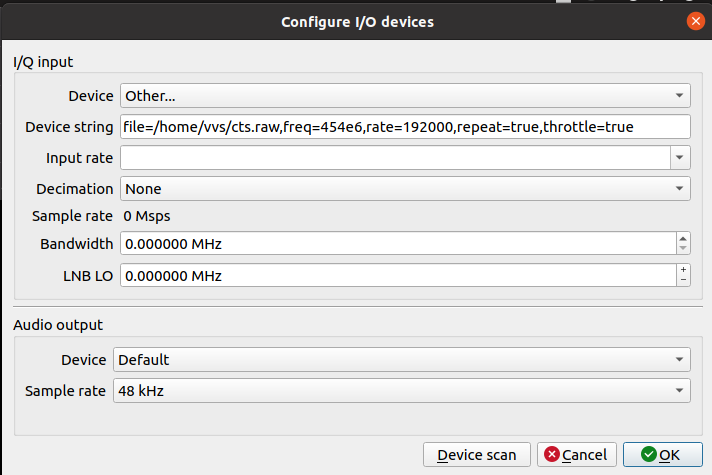 Configure I/O devices
I/Q input
Device Other...
Device string file=/home/vvs/cts.raw,freq=454e6,rate=192000,repeat=true,throttle=true
Input rate
Decimation None
Sample rate 0 Msps
Bandwidth 0.000000 MHz
LNB LO 0.000000 MHz
Audio output
Device Default
Sample rate 48 kHz
Device scan Cancel OK